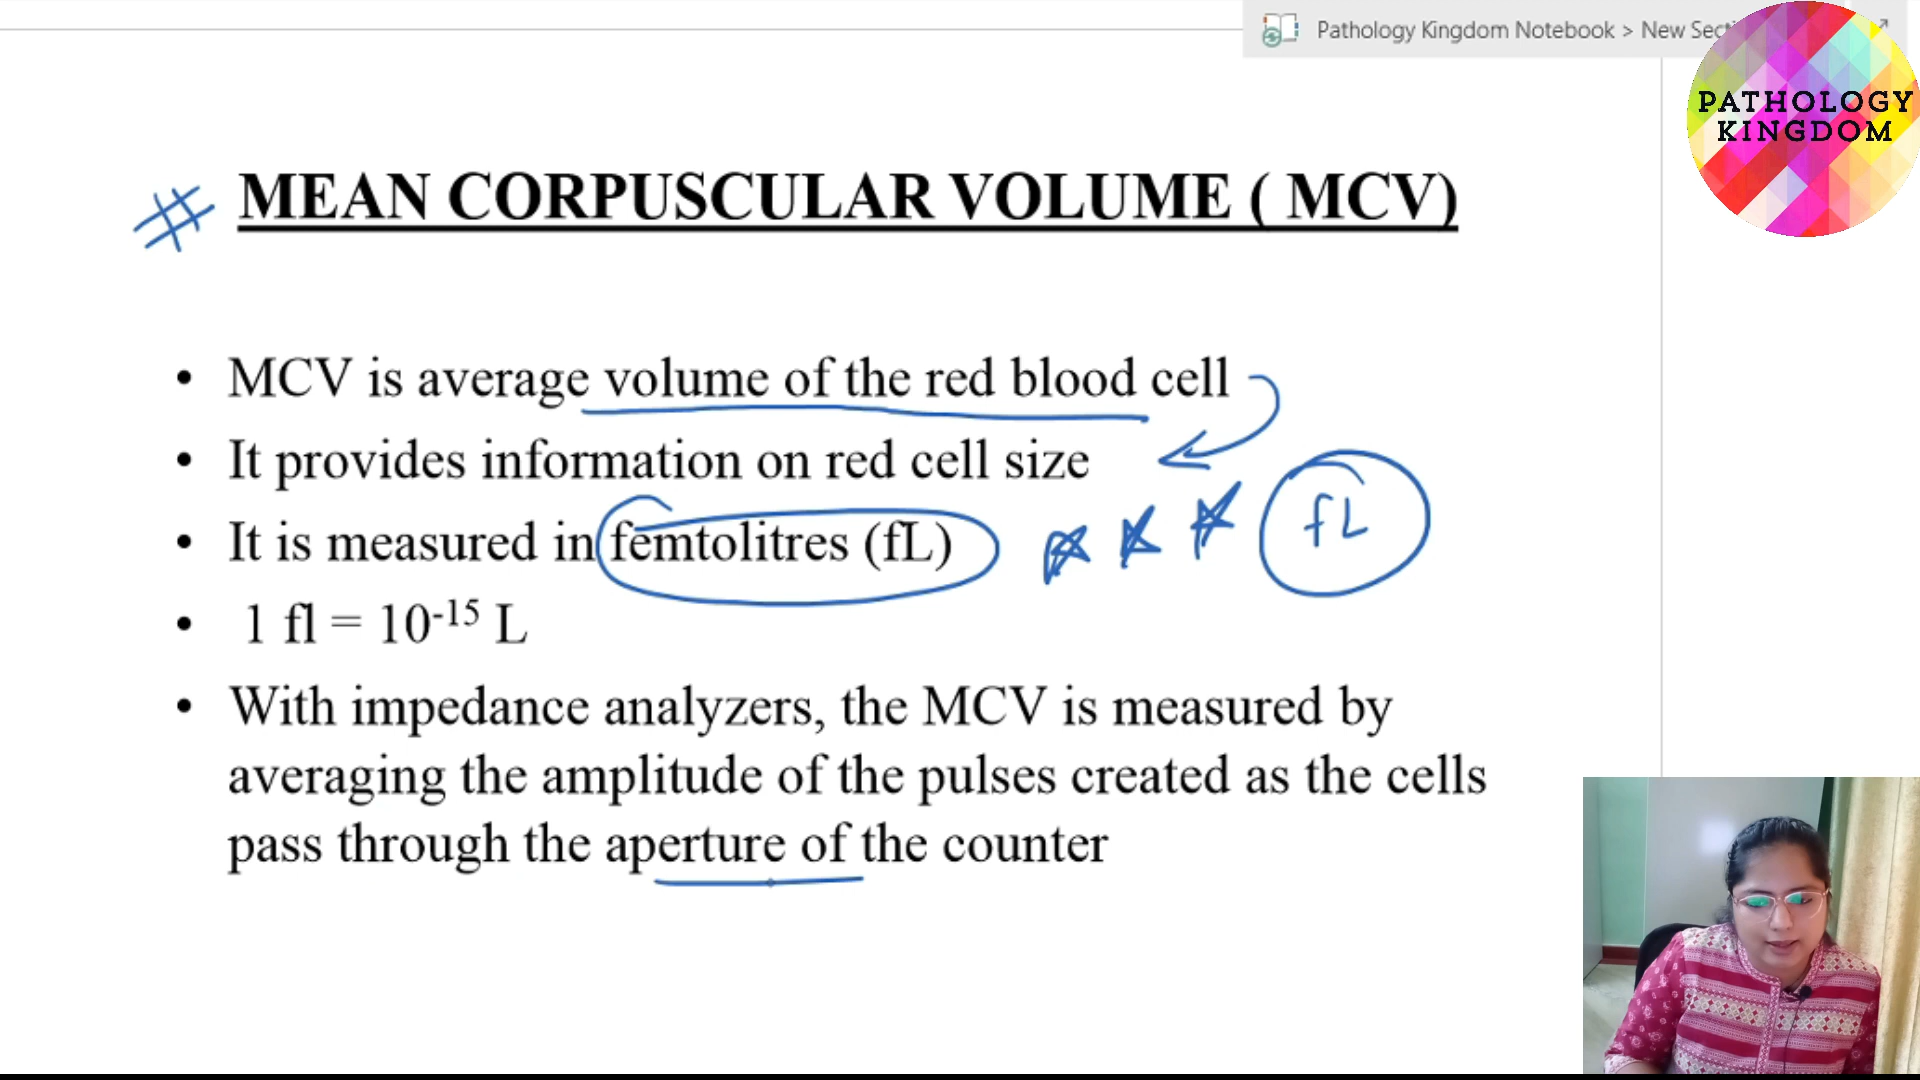 Pathology Kingdom Notebook > New Sec
PATHOLOGY
KINGDOM
# MEAN CORPUSCULAR VOLUME ( MCV)
• MCV is average volume of the red blood cell
• It provides information on red cell size
• It is measured in femtolitres (fL) fL
• 1 fl = 10⁻¹⁵ L
• With impedance analyzers, the MCV is measured by
averaging the amplitude of the pulses created as the cells
pass through the aperture of the counter